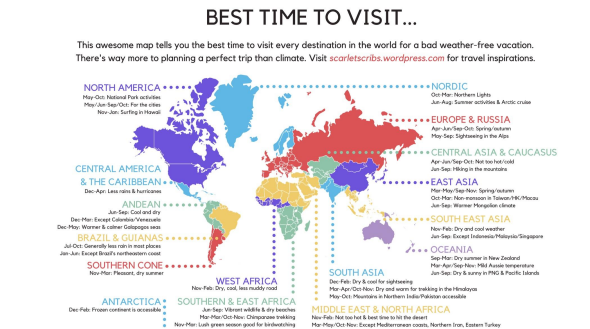 BEST TIME TO VISIT...
This awesome map tells you the best time to visit every destination in the world for a bad weather-free vacation.
There's way more to planning a perfect trip than climate. Visit scarletscribs.wordpress.com for travel inspirations.
NORTH AMERICA
May-Oct: National Park activities
May/Jun-Sep/Oct: For the cities
Nov-Jan: Surfing in Hawaii
CENTRAL AMERICA
& THE CARIBBEAN
Dec-Apr: Less rains & hurricanes
ANDEAN
Jun-Sep: Cool and dry
Dec-Mar: Except Colombia/Venezuela
Dec-May: Warmer & calmer Galapagos seas
BRAZIL & GUIANAS
Jul-Oct: Generally less rain in most places
Jan-Jun: Except Brazil's northeastern coast
SOUTHERN CONE
Nov-Mar: Pleasant, dry summer
ANTARCTICA
Dec-Feb: Frozen continent is accessible
WEST AFRICA
Nov-Feb: Dry, cool, less muddy road
SOUTHERN & EAST AFRICA
Jun-Sep: Vibrant wildlife & dry beaches
Mar-Mar/Oct: Chimpanzee trekking
Nov-Mar: Lush green season good for birdwatching
NORDIC
Oct-Mar: Northern Lights
Jun-Aug: Summer activities & Arctic cruise
EUROPE & RUSSIA
Apr-Jun/Sep-Oct: Spring/autumn
May-Sep: Sightseeing in the Alps
CENTRAL ASIA & CAUCASUS
Apr-Jun/Sep-Oct: Not too hot/cold
Jun-Sep: Hiking in the mountains
EAST ASIA
Mar-May/Sep-Nov: Spring/autumn
Oct-Mar: Non-monsoon in Taiwan/HK/Macau
Jun-Sep: Warmer Mongolian climate
SOUTH EAST ASIA
Nov-Feb: Dry and cool weather
Jun-Sep: Except Indonesia/Malaysia/Singapore
OCEANIA
Sep-Mar: Dry summer in New Zealand
Mar-Apr/Sep-Nov: Mild Aussie temperature
Jun-Sep: Dry & sunny in PNG & Pacific Islands
SOUTH ASIA
Dec-Feb: Dry & cool for sightseeing
Mar-Apr/Oct-Nov: Dry and warm for trekking in the Himalayas
May-Oct: Mountains in Northern India/Pakistan accessible
MIDDLE EAST & NORTH AFRICA
Nov-Feb: Not too hot & best time to hit the desert
Mar-May/Oct-Nov: Except Mediterranean coasts, Northern Iran, Eastern Turkey